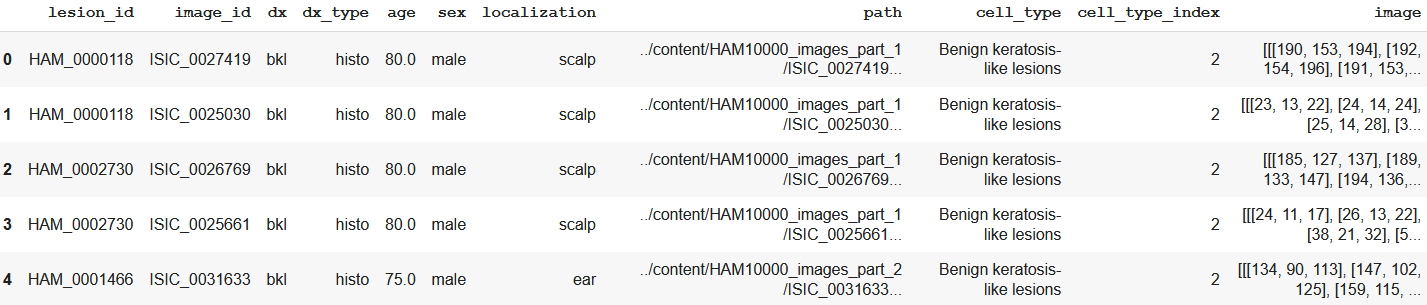 lesion_id image_id dx dx_type age sex localization path cell_type cell_type_index image
0 HAM_0000118 ISIC_0027419 bkl histo 80.0 male scalp ../content/HAM10000_images_part_1 /ISIC_0027419... Benign keratosis-like lesions 2 [[[190, 153, 194], [192, 154, 196], [191, 153,...
1 HAM_0000118 ISIC_0025030 bkl histo 80.0 male scalp ../content/HAM10000_images_part_1 /ISIC_0025030... Benign keratosis-like lesions 2 [[[23, 13, 22], [24, 14, 24], [25, 14, 28], [3...
2 HAM_0002730 ISIC_0026769 bkl histo 80.0 male scalp ../content/HAM10000_images_part_1 /ISIC_0026769... Benign keratosis-like lesions 2 [[[185, 127, 137], [189, 133, 147], [194, 136,...
3 HAM_0002730 ISIC_0025661 bkl histo 80.0 male scalp ../content/HAM10000_images_part_1 /ISIC_0025661... Benign keratosis-like lesions 2 [[[24, 11, 17], [26, 13, 22], [38, 21, 32], [5...
4 HAM_0001466 ISIC_0031633 bkl histo 75.0 male ear ../content/HAM10000_images_part_2 /ISIC_0031633... Benign keratosis-like lesions 2 [[[134, 90, 113], [147, 102, 125], [159, 115, ...